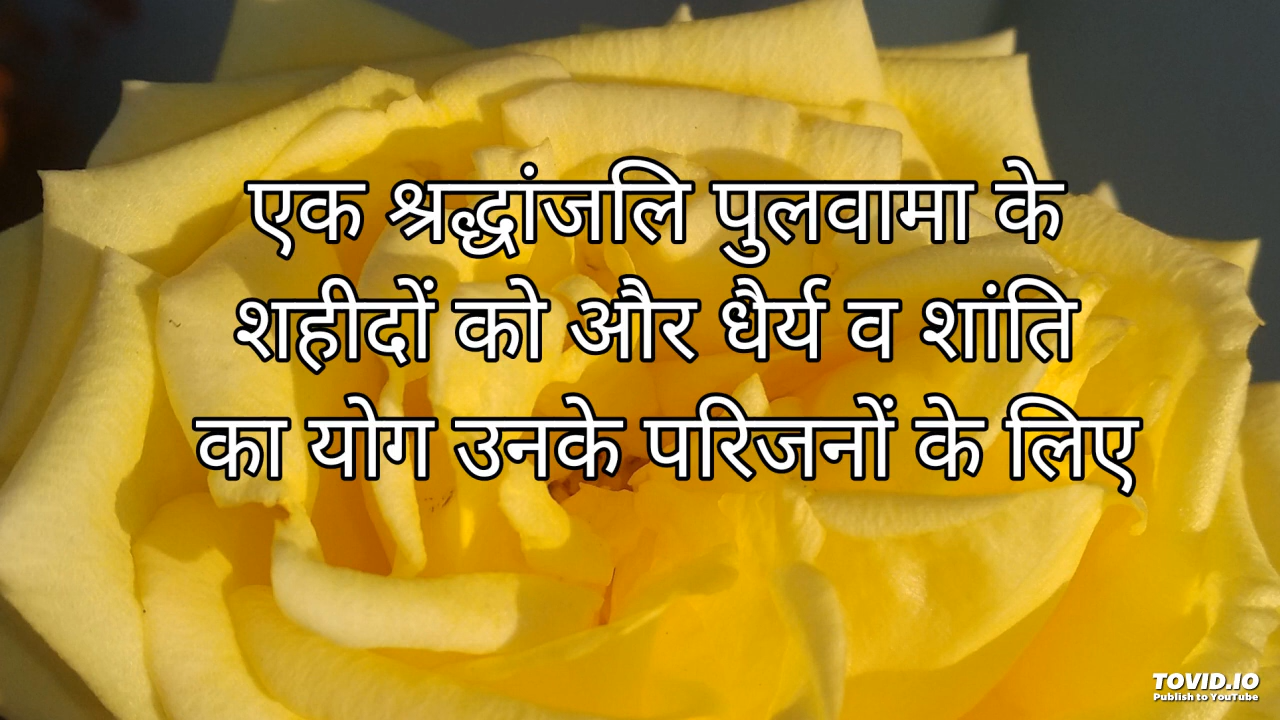 एक श्रद्धांजलि पुलवामा के
शहीदों को और धैर्य व शांति
का योग उनके परिजनों के लिए
TOVID.IO
Publish to YouTube